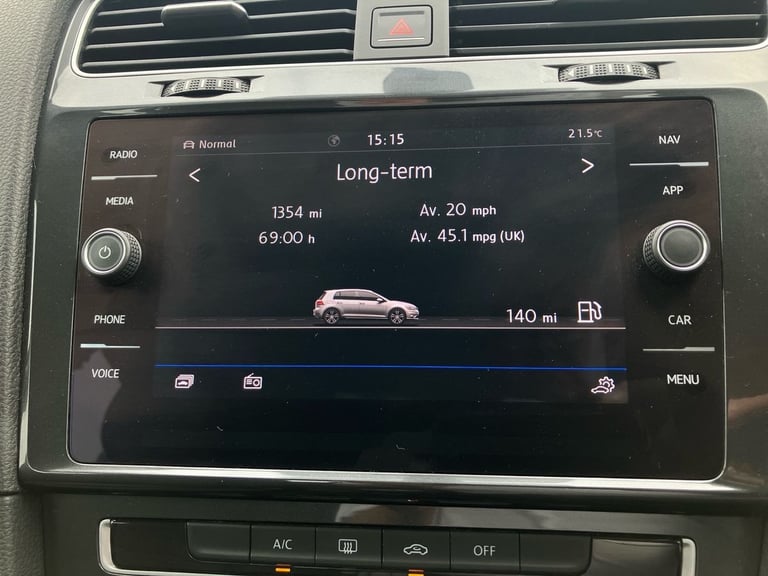 Normal 15:15 21.5°C
< Long-term >
1354 mi Av. 20 mph
69:00 h Av. 45.1 mpg (UK)
140 mi
RADIO
MEDIA
PHONE
VOICE
NAV
APP
CAR
MENU
A/C OFF